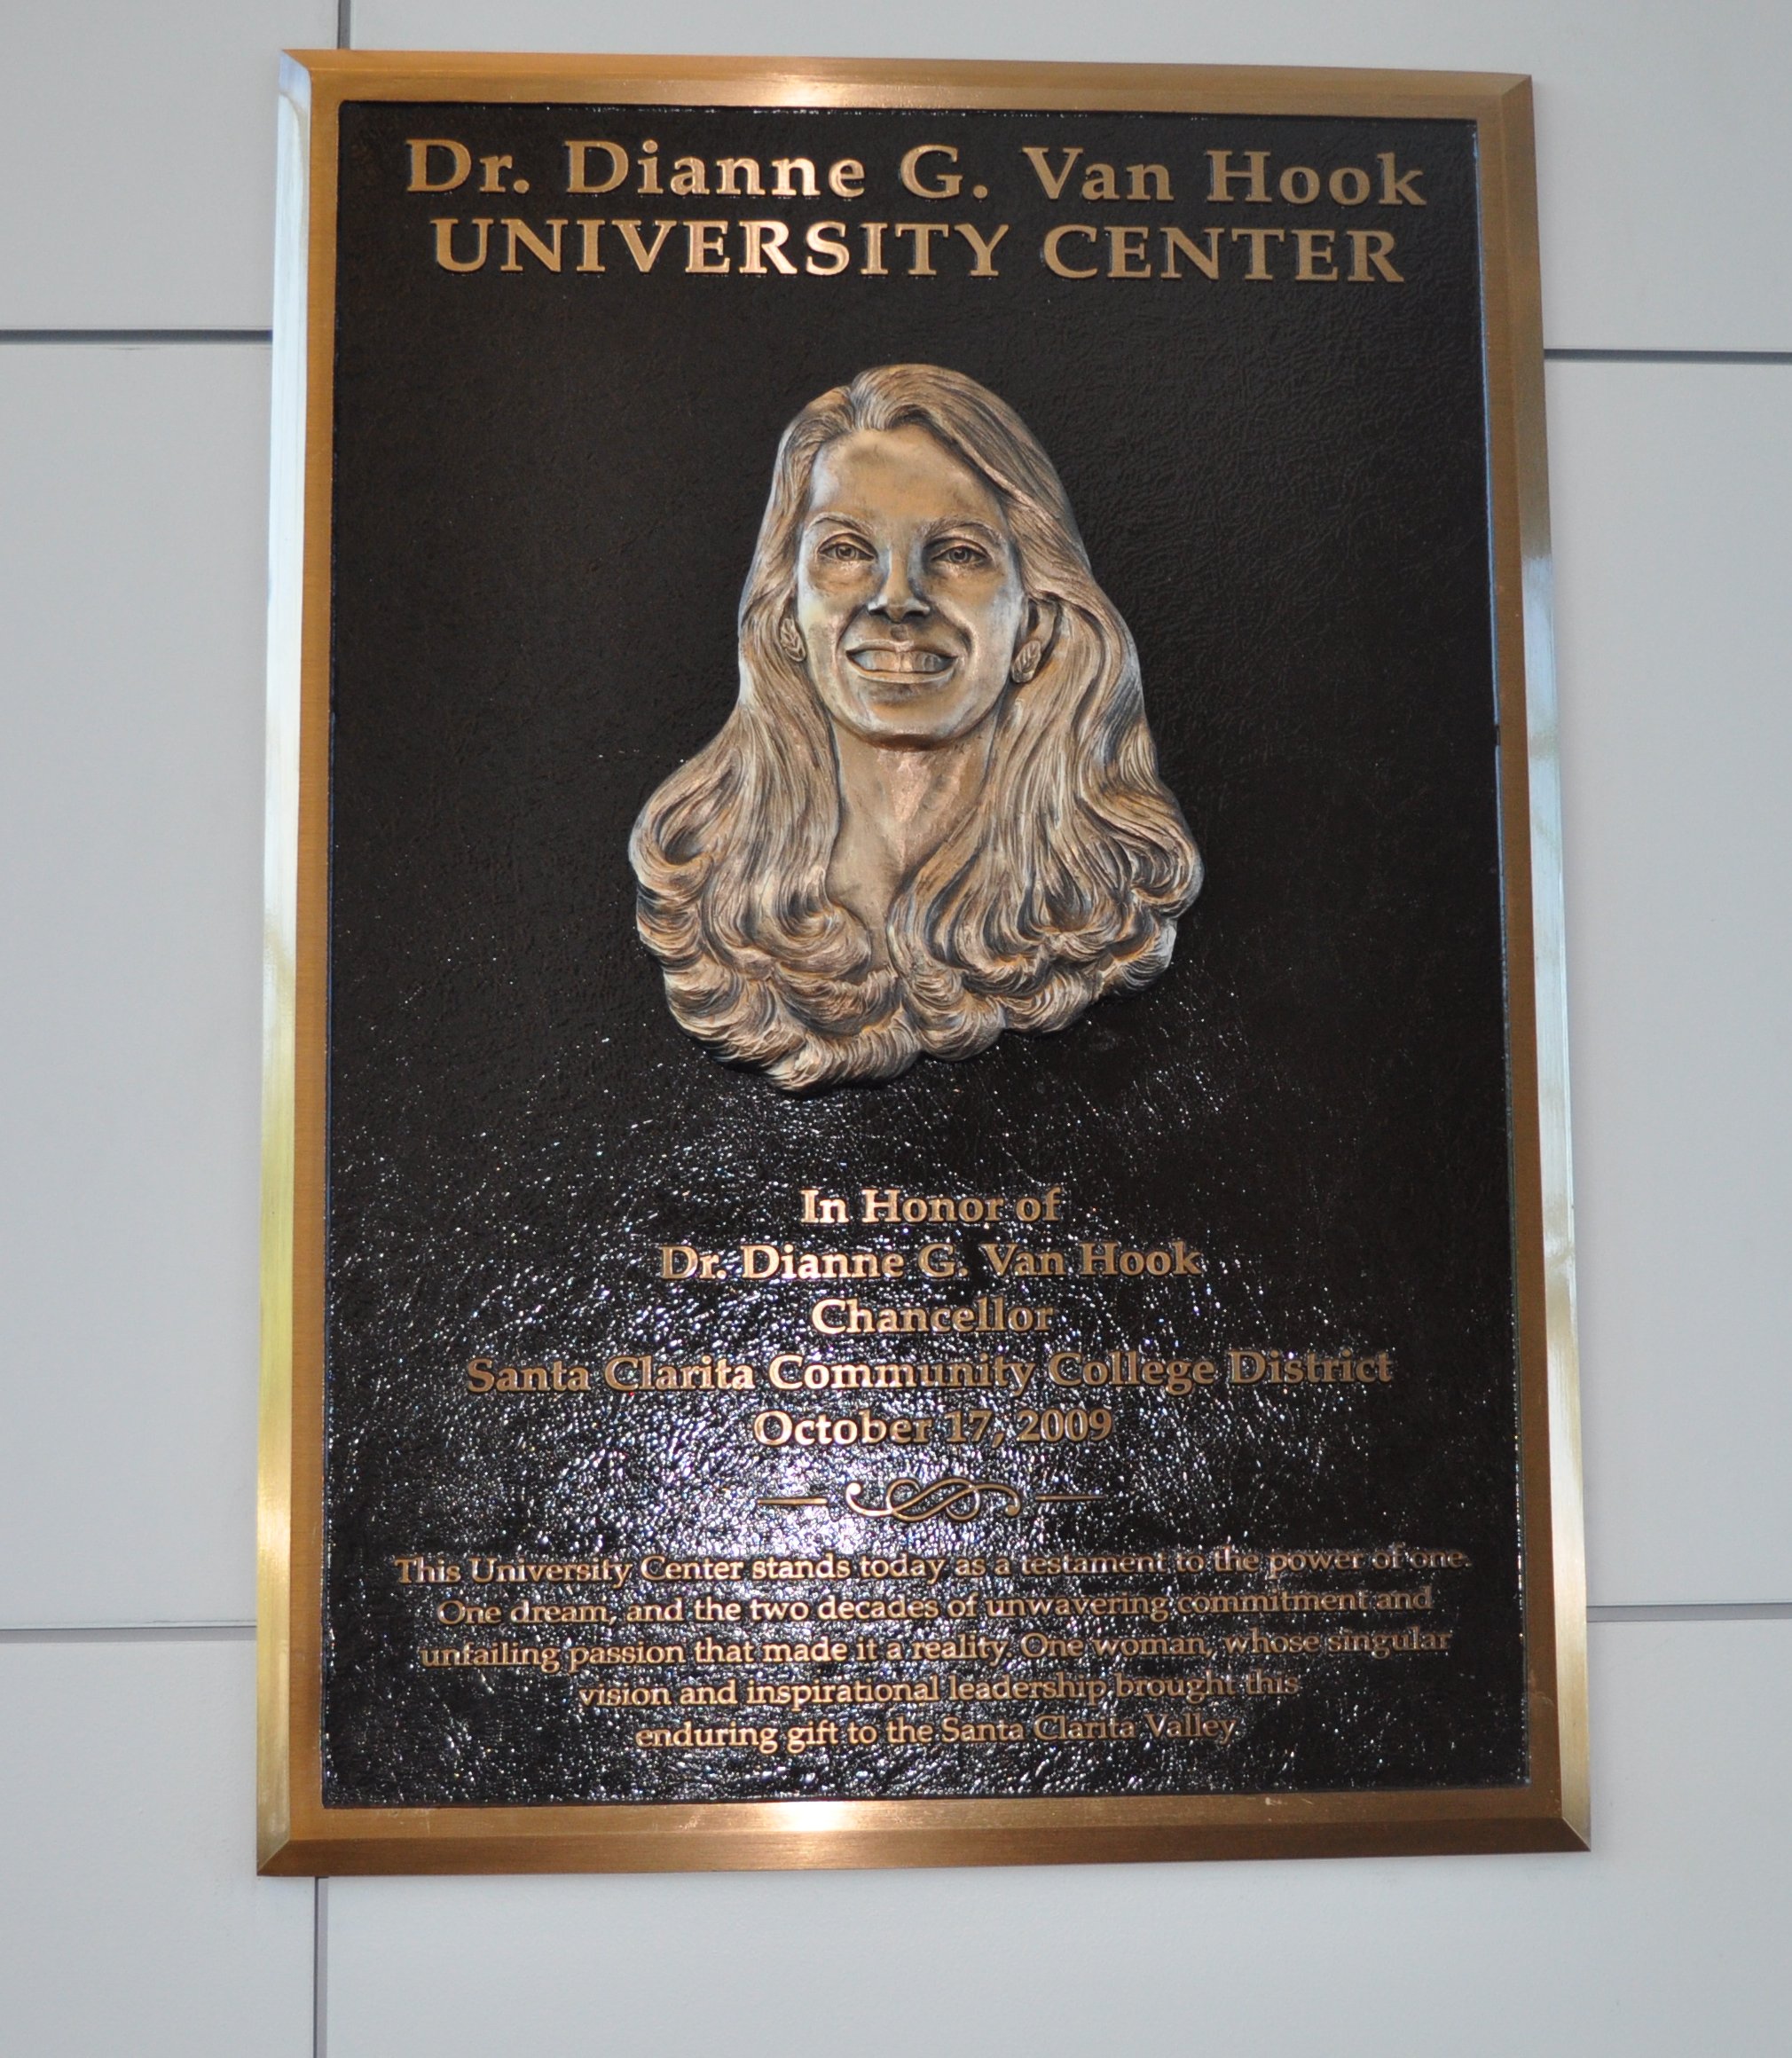 Dr. Dianne G. Van Hook
UNIVERSITY CENTER
In Honor of
Dr. Dianne G. Van Hook
Chancellor
Santa Clarita Community College District
October 17, 2009
This University Center stands today as a testament to the power of one.
One dream, and the two decades of unwavering commitment and
unfailing passion that made it a reality. One woman, whose singular
vision and inspirational leadership brought this
enduring gift to the Santa Clarita Valley